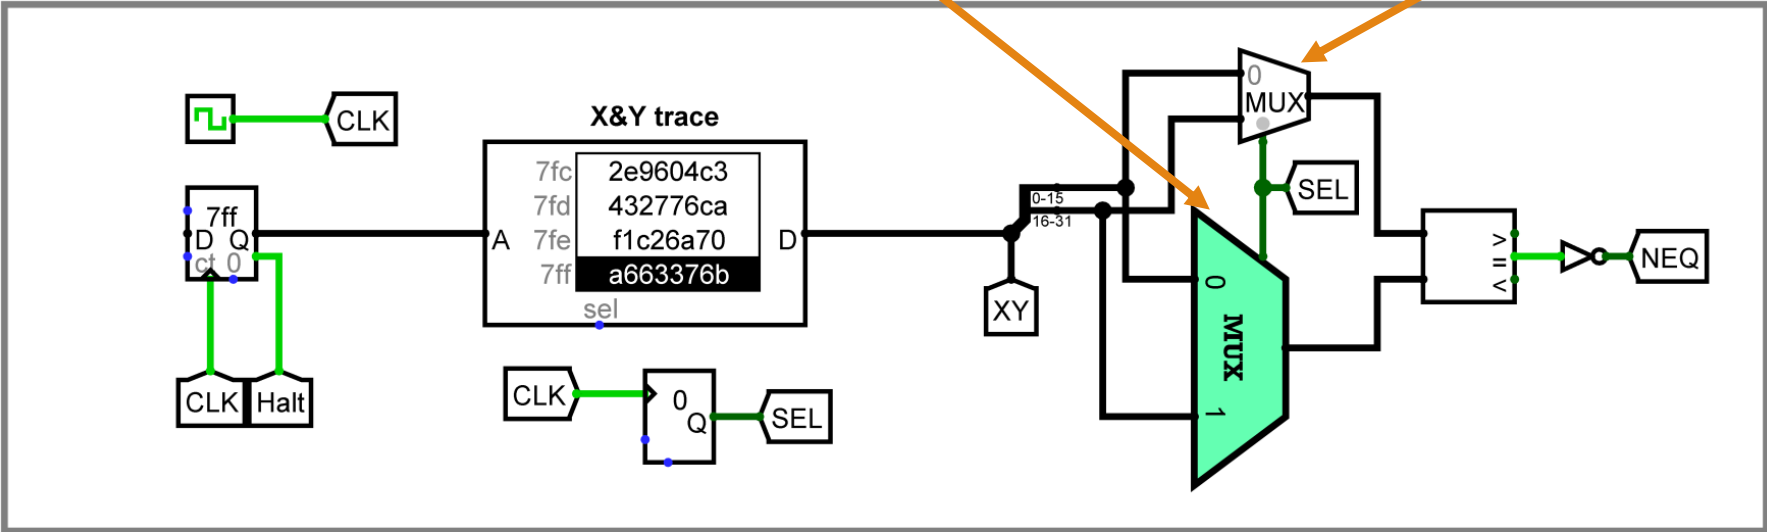 CLK
7ff
D Q
ct 0
CLK
Halt
X&Y trace
7fc 2e9604c3
7fd 432776ca
7fe f1c26a70
7ff a663376b
A
D
sel
CLK
0
Q
SEL
XY
0-15
16-31
0
MUX
SEL
0
MUX
1
>
=
<
NEQ